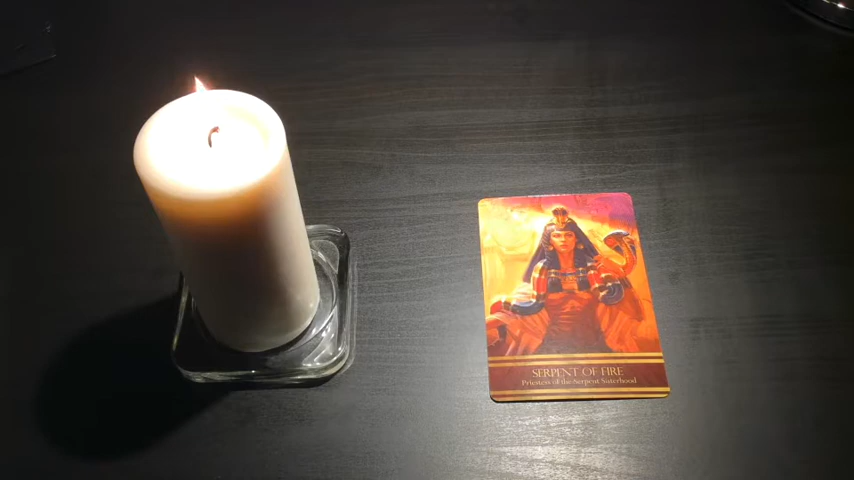 SERPENT OF FIRE
Priestess of the Serpent Sisterhood